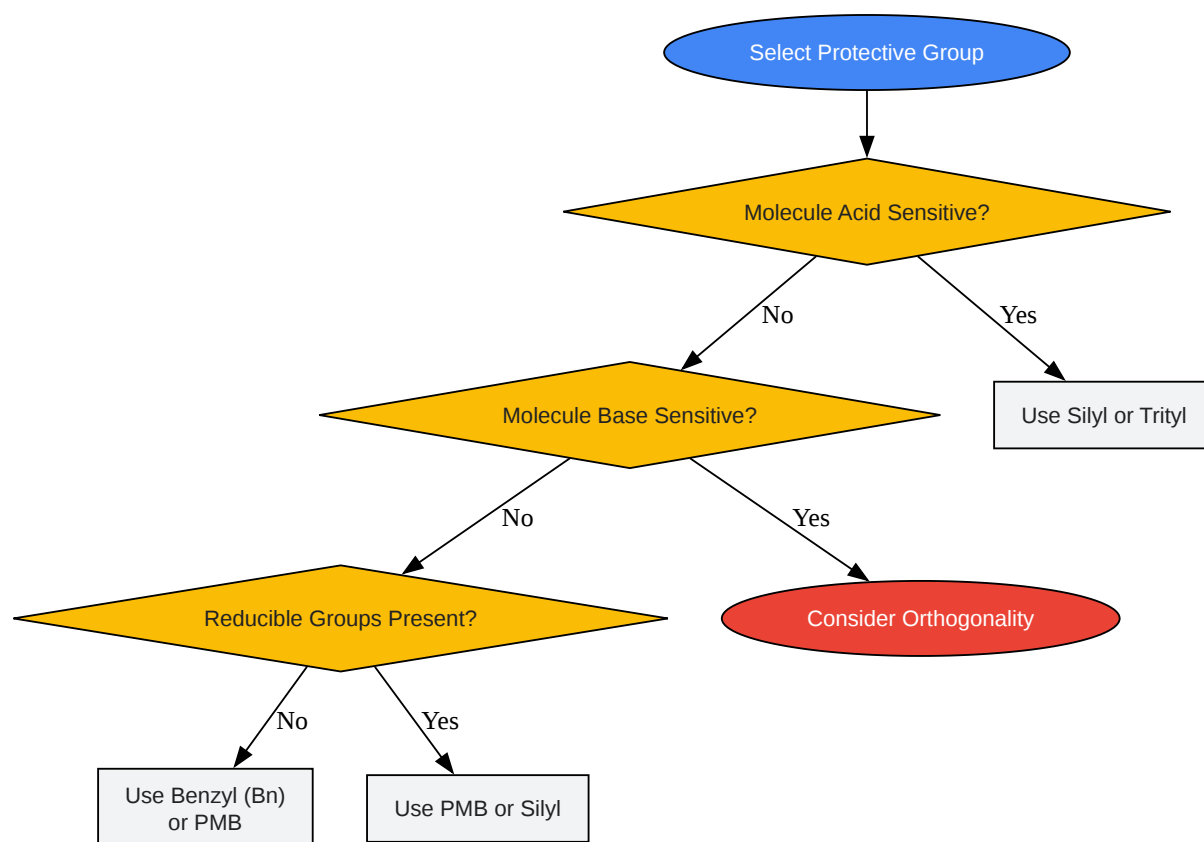 Select Protective Group
Molecule Acid Sensitive?
No
Yes
Molecule Base Sensitive?
Use Silyl or Trityl
No
Yes
Reducible Groups Present?
Consider Orthogonality
No
Yes
Use Benzyl (Bn)
or PMB
Use PMB or Silyl